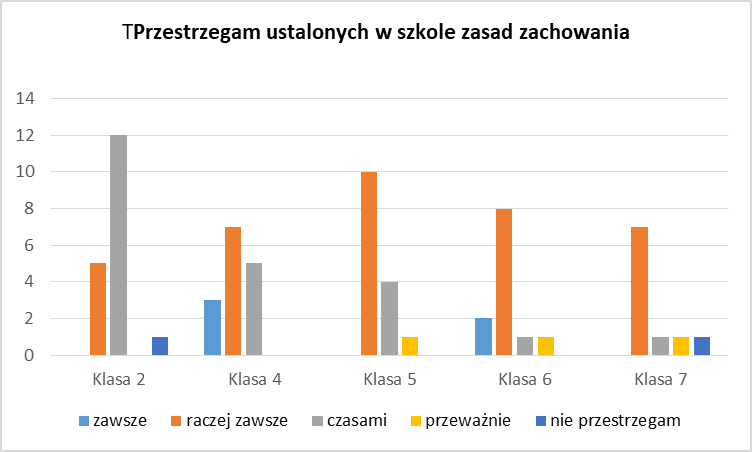 TPrzestrzegam ustalonych w szkole zasad zachowania
14
12
10
8
6
4
2
0
Klasa 2 Klasa 4 Klasa 5 Klasa 6 Klasa 7
zawsze raczej zawsze czasami przeważnie nie przestrzegam